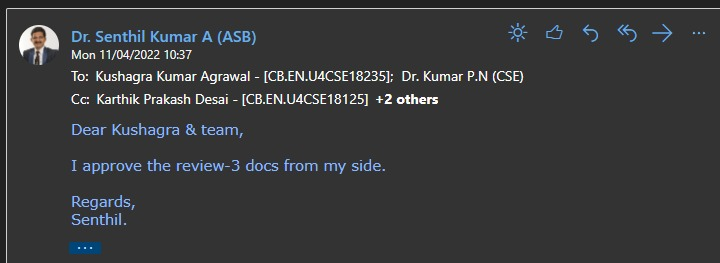 Dr. Senthil Kumar A (ASB)
Mon 11/04/2022 10:37
To: Kushagra Kumar Agrawal - [CB.EN.U4CSE18235]; Dr. Kumar P.N (CSE)
Cc: Karthik Prakash Desai - [CB.EN.U4CSE18125] +2 others
Dear Kushagra & team,
I approve the review-3 docs from my side.
Regards,
Senthil.